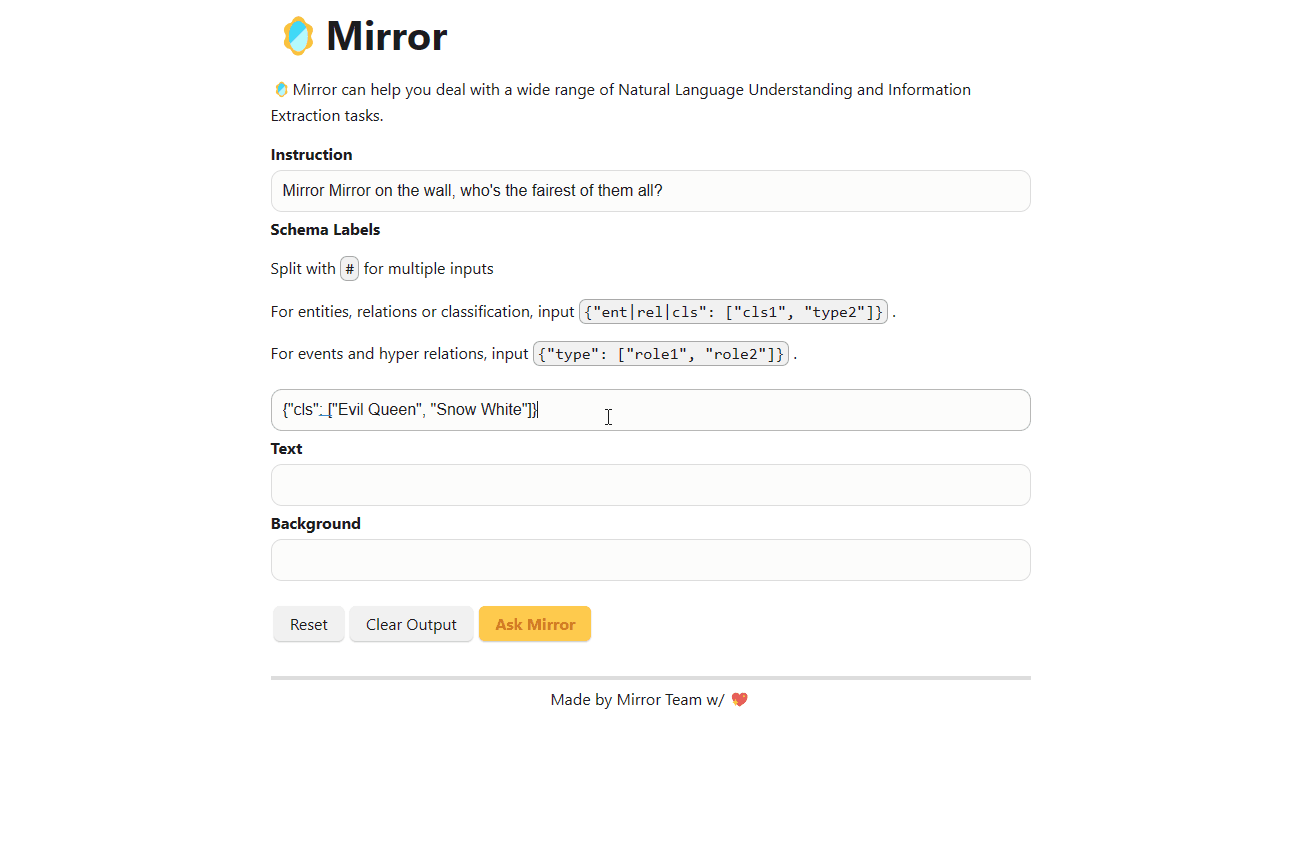 Mirror
Mirror can help you deal with a wide range of Natural Language Understanding and Information
Extraction tasks.
Instruction
Mirror Mirror on the wall, who's the fairest of them all?
Schema Labels
Split with # for multiple inputs
For entities, relations or classification, input {"ent|rel|cls": ["cls1", "type2"]} .
For events and hyper relations, input {"type": ["role1", "role2"]} .
{"cls": ["Evil Queen", "Snow White"]}
Text
Background
Reset Clear Output Ask Mirror
Made by Mirror Team w/ 💖